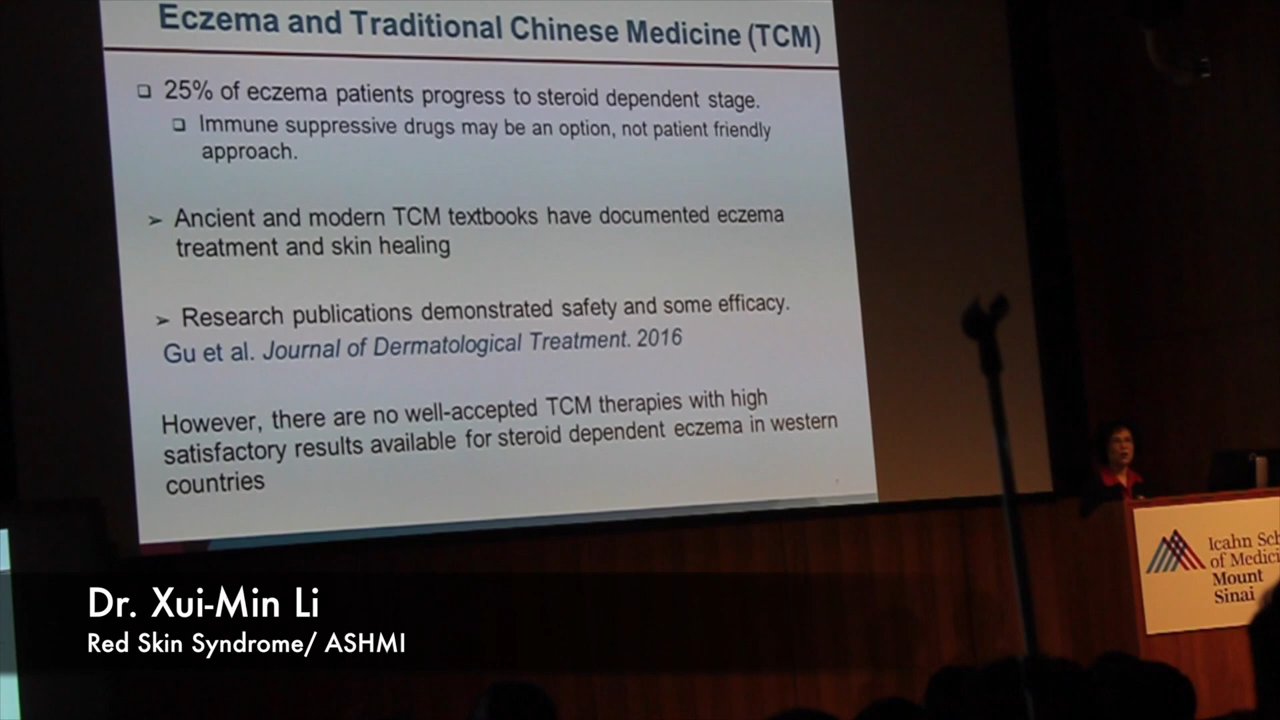 Eczema and Traditional Chinese Medicine (TCM)
25% of eczema patients progress to steroid dependent stage.
Immune suppressive drugs may be an option, not patient friendly
approach.
Ancient and modern TCM textbooks have documented eczema
treatment and skin healing
Research publications demonstrated safety and some efficacy.
Gu et al. Journal of Dermatological Treatment. 2016
However, there are no well-accepted TCM therapies with high
satisfactory results available for steroid dependent eczema in western
countries
Icahn Sch
of Medici
Mount
Sinai
Dr. Xui-Min Li
Red Skin Syndrome/ ASHMI